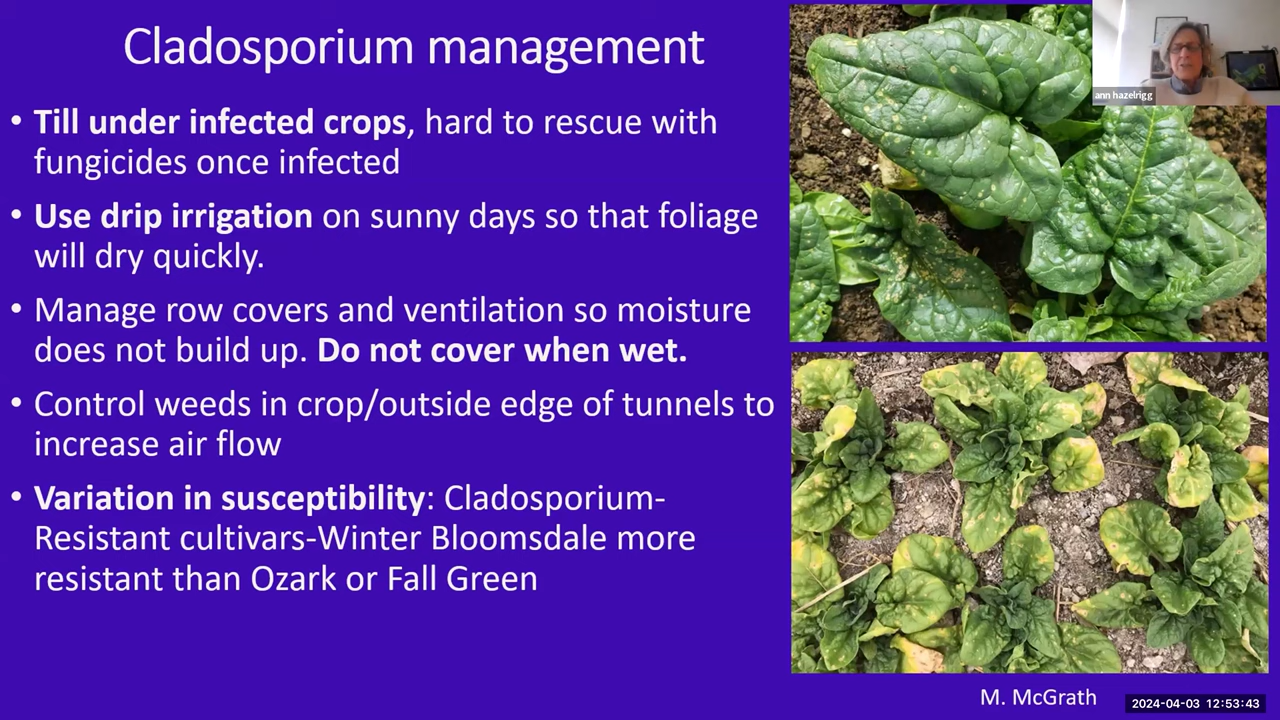 Cladosporium management
• Till under infected crops, hard to rescue with
fungicides once infected
• Use drip irrigation on sunny days so that foliage
will dry quickly.
• Manage row covers and ventilation so moisture
does not build up. Do not cover when wet.
• Control weeds in crop/outside edge of tunnels to
increase air flow
• Variation in susceptibility: Cladosporium-
Resistant cultivars-Winter Bloomsdale more
resistant than Ozark or Fall Green
ann hazelrigg
M. McGrath
2024-04-03 12:53:43